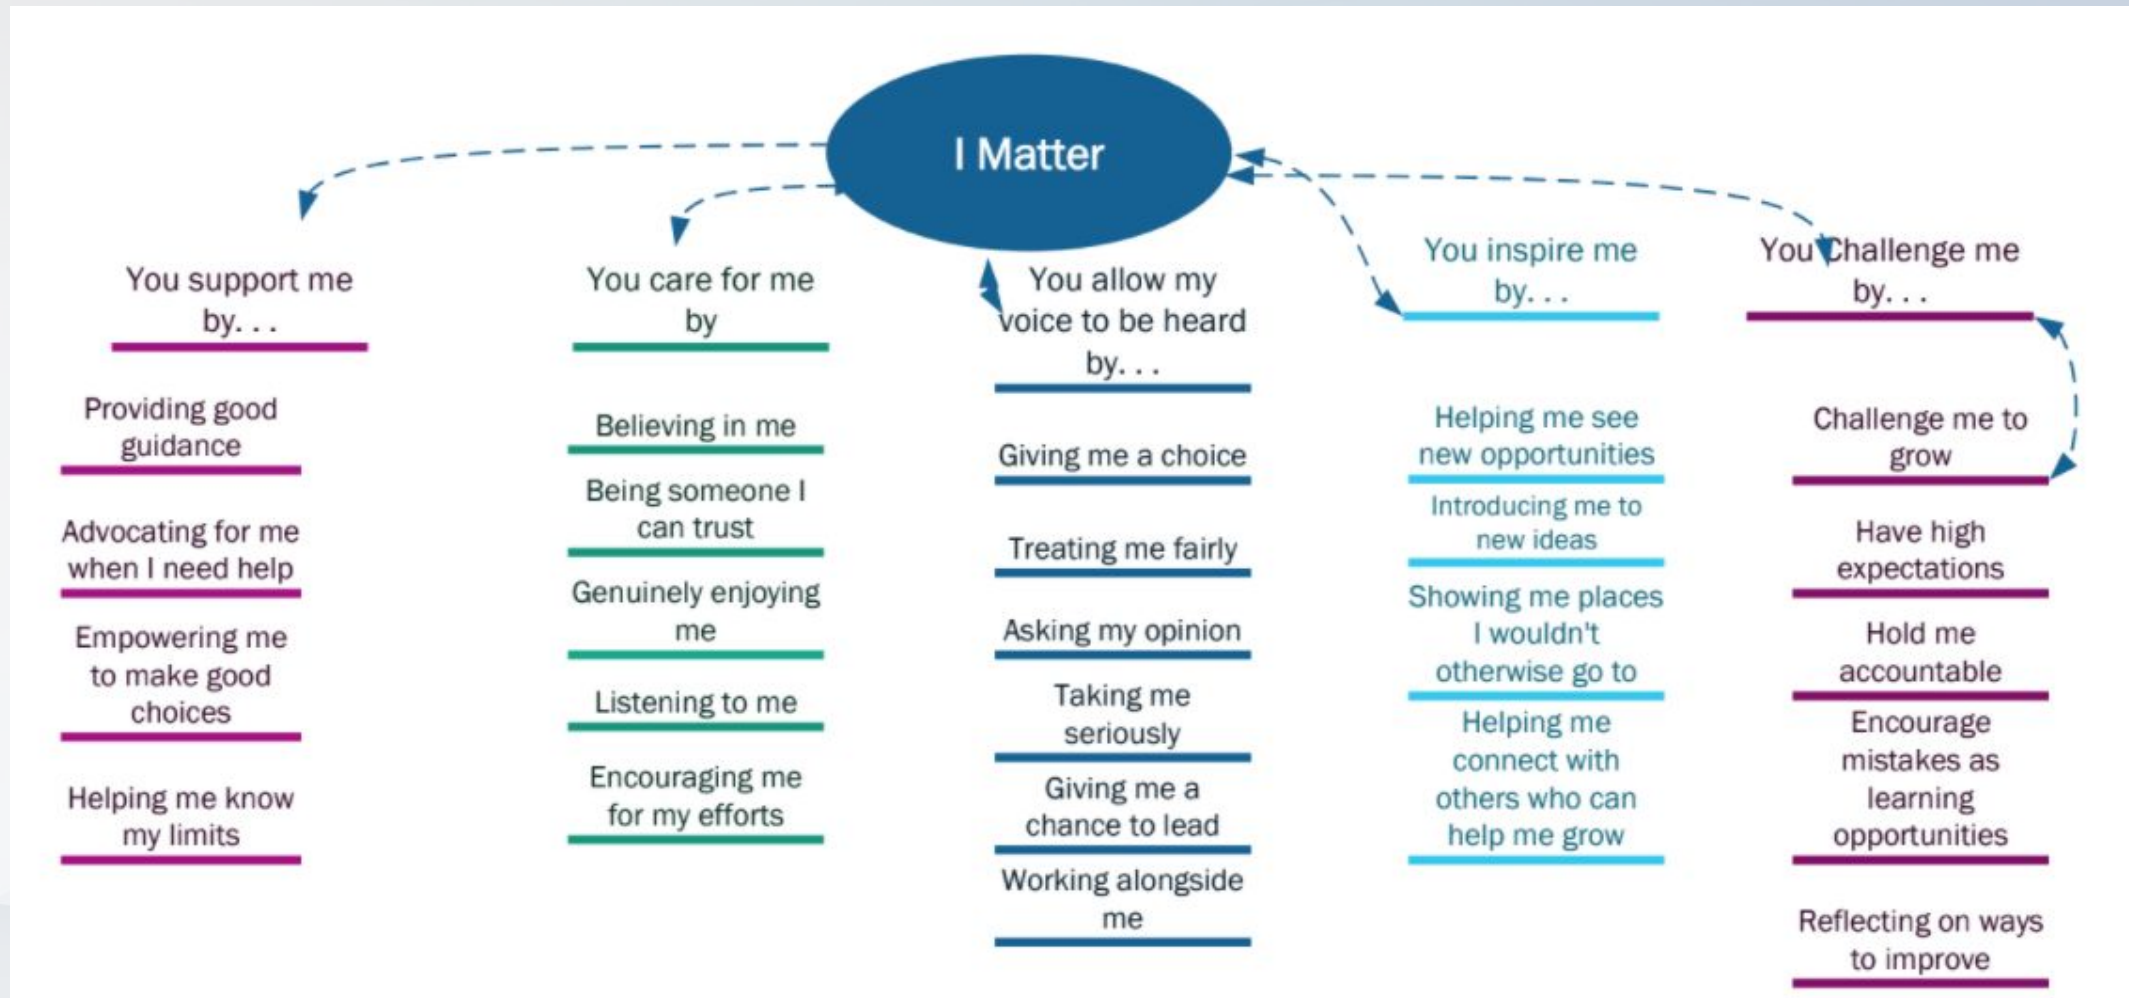 I Matter
You support me
by. . .
Providing good
guidance
Advocating for me
when I need help
Empowering me
to make good
choices
Helping me know
my limits
You care for me
by
Believing in me
Being someone I
can trust
Genuinely enjoying
me
Listening to me
Encouraging me
for my efforts
You allow my
voice to be heard
by. . .
Giving me a choice
Treating me fairly
Asking my opinion
Taking me
seriously
Giving me a
chance to lead
Working alongside
me
You inspire me
by. . .
Helping me see
new opportunities
Introducing me to
new ideas
Showing me places
I wouldn't
otherwise go to
Helping me
connect with
others who can
help me grow
You Challenge me
by. . .
Challenge me to
grow
Have high
expectations
Hold me
accountable
Encourage
mistakes as
learning
opportunities
Reflecting on ways
to improve